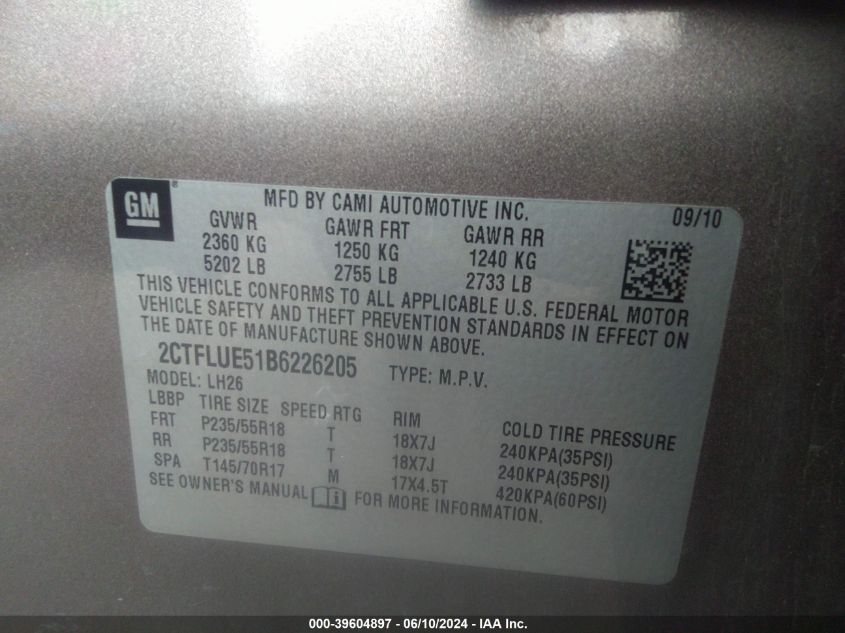 GM®
MFD BY CAMI AUTOMOTIVE INC. 09/10
GVWR GAWR FRT GAWR RR
2360 KG 1250 KG 1240 KG
5202 LB 2755 LB 2733 LB
THIS VEHICLE CONFORMS TO ALL APPLICABLE U.S. FEDERAL MOTOR
VEHICLE SAFETY AND THEFT PREVENTION STANDARDS IN EFFECT ON
THE DATE OF MANUFACTURE SHOWN ABOVE.
2CTFLUE51B6226205 TYPE: M.P.V.
MODEL: LH26
LBBP TIRE SIZE SPEED RTG RIM COLD TIRE PRESSURE
FRT P235/55R18 T 18X7J 240KPA(35PSI)
RR P235/55R18 T 18X7J 240KPA(35PSI)
SPA T145/70R17 M 17X4.5T 420KPA(60PSI)
SEE OWNER'S MANUAL FOR MORE INFORMATION.
000-39604897 - 06/10/2024 - IAA Inc.